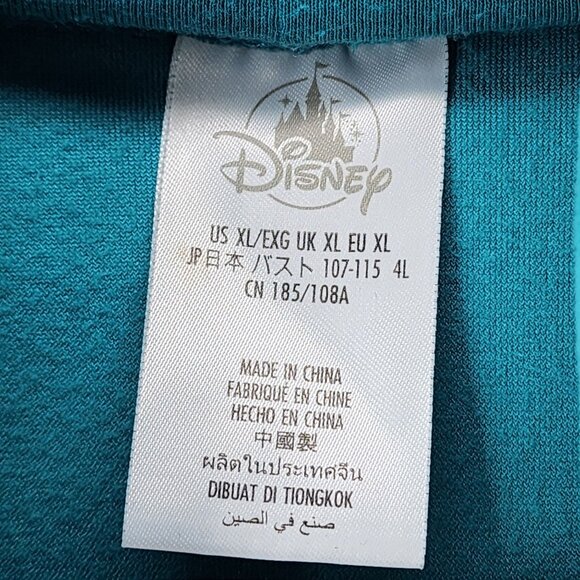 Disney
US XL/EXG UK XL EU XL
JP日本 バスト 107-115 4L
CN 185/108A
MADE IN CHINA
FABRIQUÉ EN CHINE
HECHO EN CHINA
中國製
ผลิตในประเทศจีน
DIBUAT DI TIONGKOK
صنع في الصين